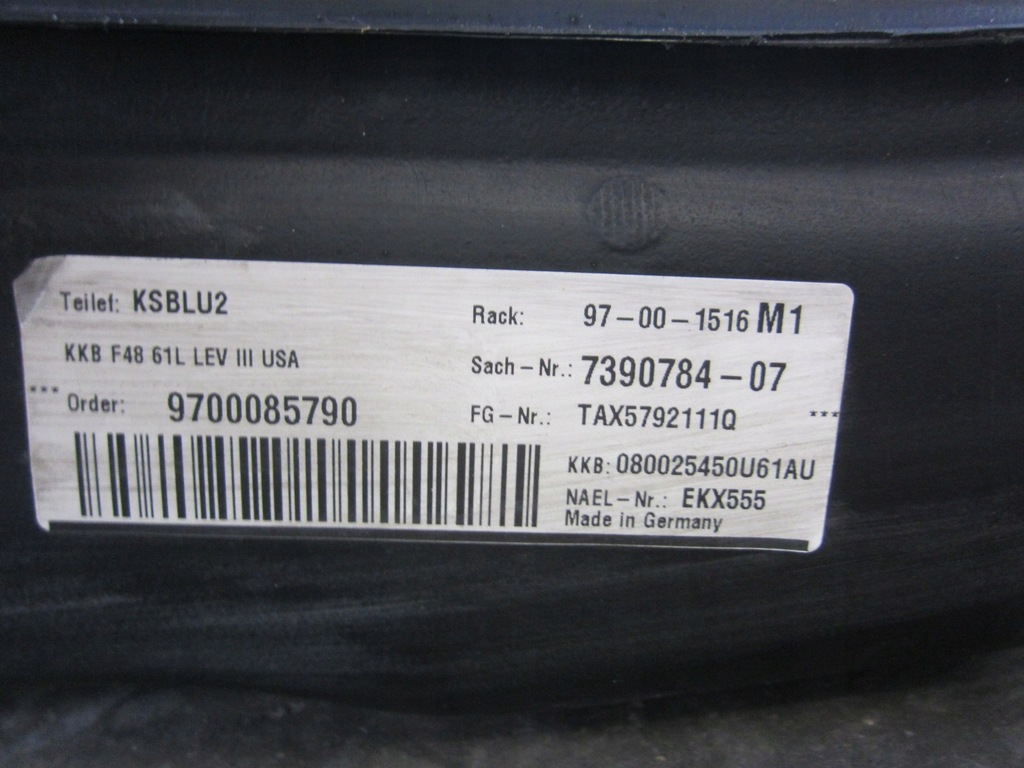 Teilef: KSBLU2
KKB F48 61L LEV III USA
*** Order: 9700085790
Rack: 97-00-1516 M1
Sach-Nr.: 7390784-07
FG-Nr.: TAX5792111Q ***
KKB: 080025450U61AU
NAEL-Nr.: EKX555
Made in Germany